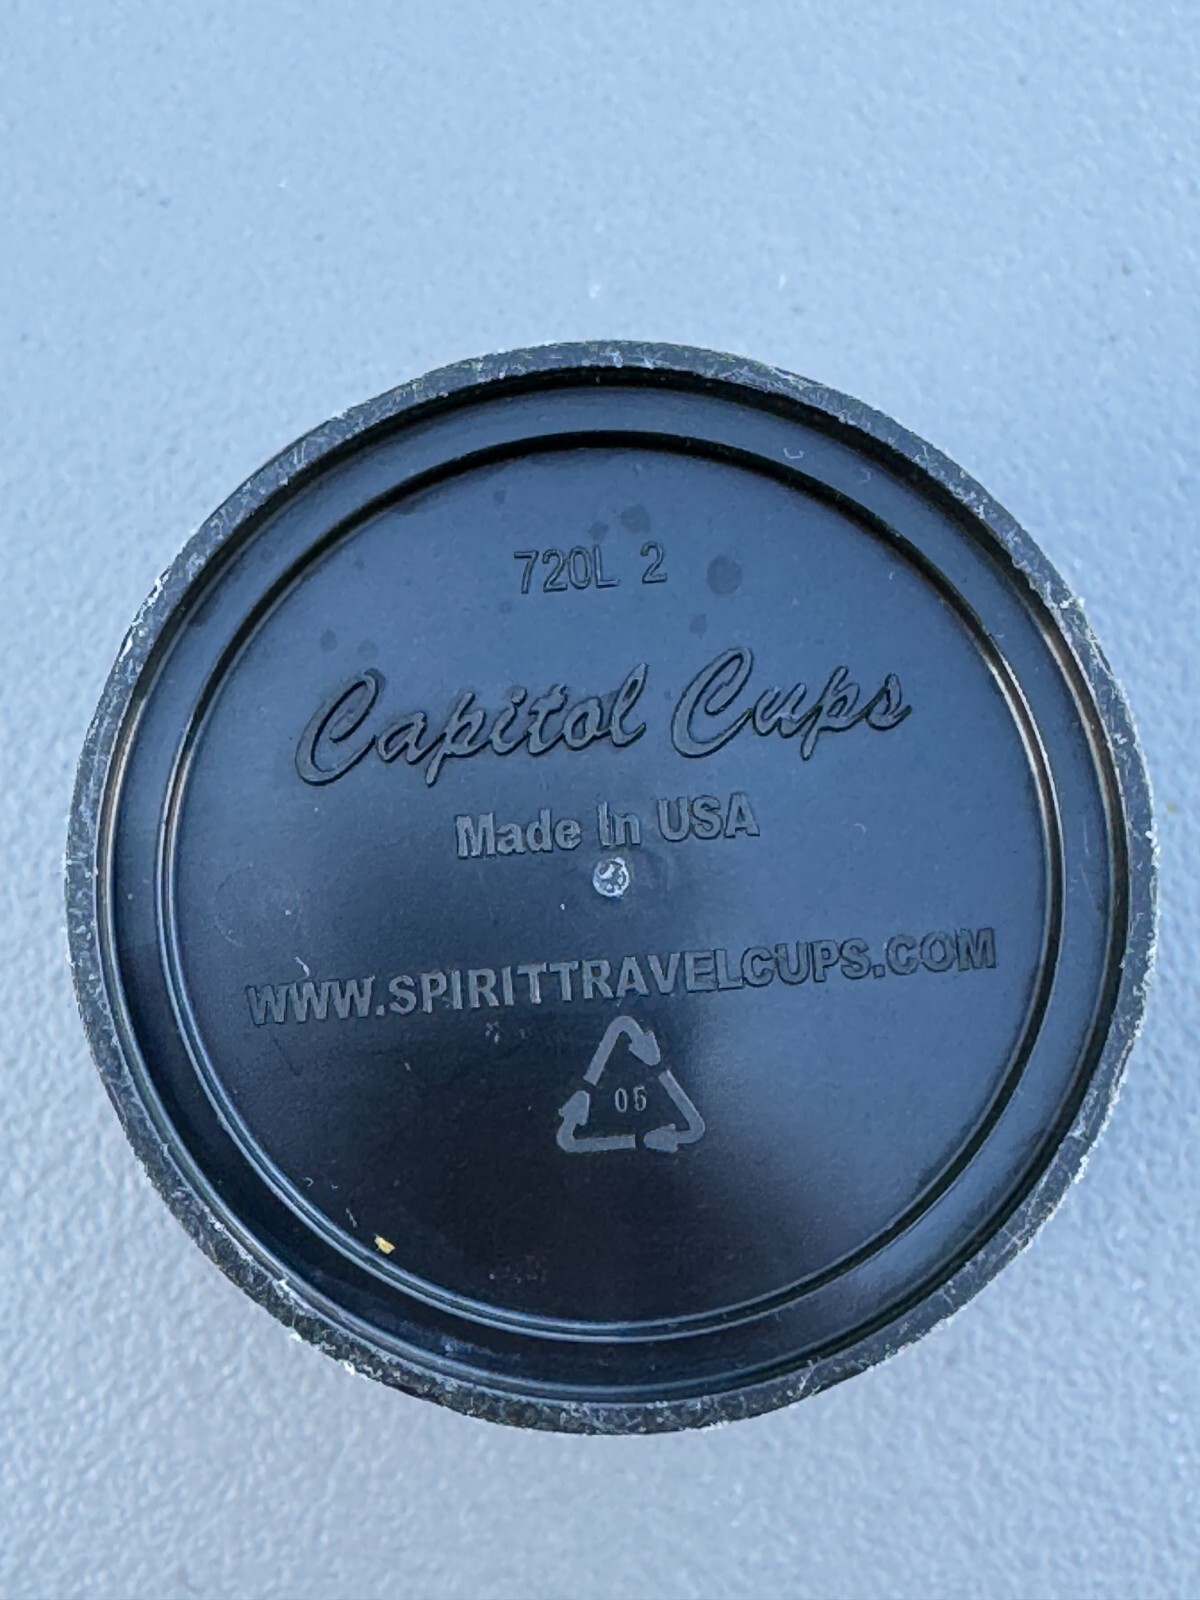 720L 2
Capitol Cups
Made In USA
WWW.SPIRITTRAVELCUPS.COM
05